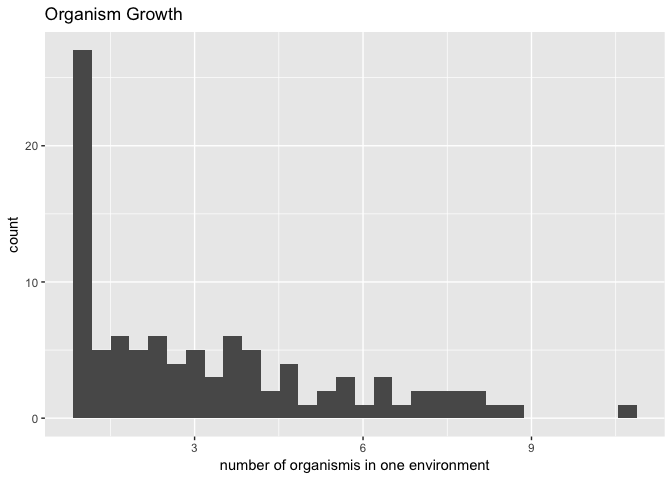 Organism Growth
count
20
10
0
3 6 9
number of organismis in one environment